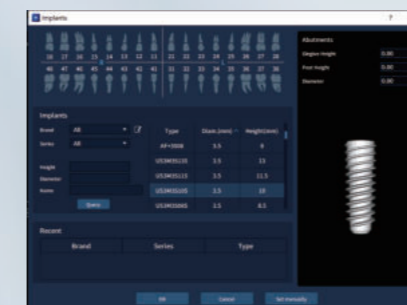 Implants ?
18 17 16 15 14 13 12 11 21 22 23 24 25 26 27 28
48 47 46 45 44 43 42 41 31 32 33 34 35 36 37 38
Implants
Brand All
Series All
Height
Diameter
Name
Query
Type Diam.(mm) Height(mm)
3.5 8
3.5 13
3.5 11.5
3.5 10
3.5 8.5
Recent
Brand Series Type
OK Cancel Set manually
Abutments
Gingiva Height 0.00
Post Height 0.00
Diameter 0.00